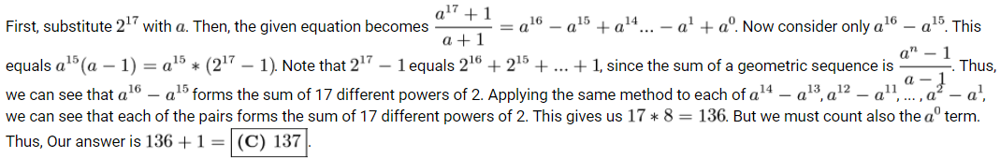 First, substitute $2^{17}$ with $a$. Then, the given equation becomes $\frac{a^{17}+1}{a+1} = a^{16} - a^{15} + a^{14}... - a^1 + a^0$. Now consider only $a^{16} - a^{15}$. This
equals $a^{15}(a-1) = a^{15} * (2^{17} - 1)$. Note that $2^{17} - 1$ equals $2^{16} + 2^{15} + ... + 1$, since the sum of a geometric sequence is $\frac{a^n - 1}{a - 1}$. Thus,
we can see that $a^{16} - a^{15}$ forms the sum of 17 different powers of 2. Applying the same method to each of $a^{14} - a^{13}, a^{12} - a^{11}, ... , a^2 - a^1$,
we can see that each of the pairs forms the sum of 17 different powers of 2. This gives us $17 * 8 = 136$. But we must count also the $a^0$ term.
Thus, Our answer is $136 + 1 = \boxed{\textbf{(C) } 137}$.